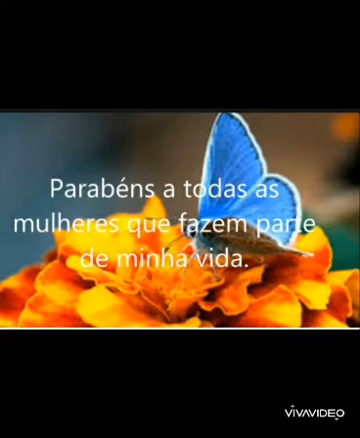 Parabéns a todas as
mulheres que fazem parte
de minha vida.
VIVAVIDEO